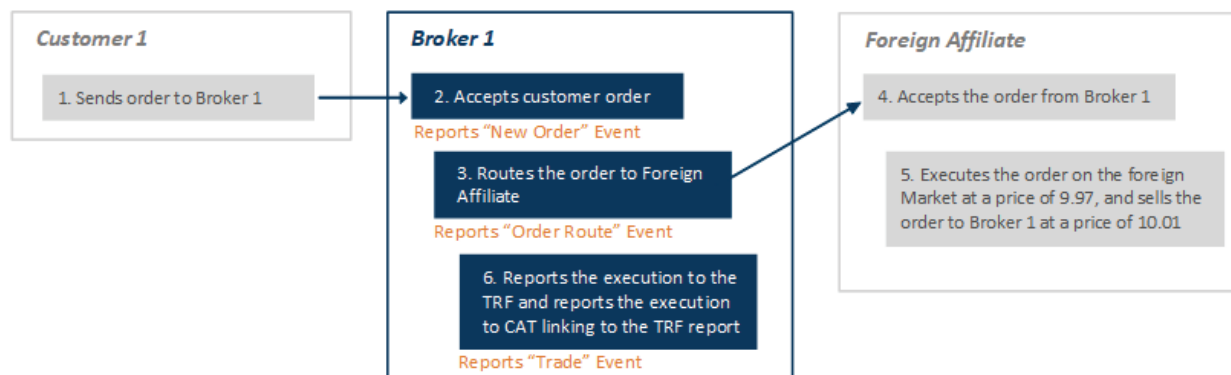 Customer 1
1. Sends order to Broker 1
Broker 1
2. Accepts customer order
Reports “New Order” Event
3. Routes the order to Foreign
Affiliate
Reports “Order Route” Event
6. Reports the execution to the
TRF and reports the execution
to CAT linking to the TRF report
Reports “Trade” Event
Foreign Affiliate
4. Accepts the order from Broker 1
5. Executes the order on the foreign
Market at a price of 9.97, and sells the
order to Broker 1 at a price of 10.01